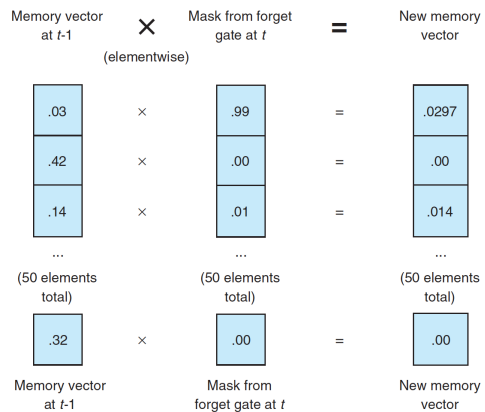 Memory vector at t-1 × Mask from forget gate at t = New memory vector
(elementwise)
.03 × .99 = .0297
.42 × .00 = .00
.14 × .01 = .014
... ... ...
(50 elements total) (50 elements total) (50 elements total)
.32 × .00 = .00
Memory vector at t-1 Mask from forget gate at t New memory vector